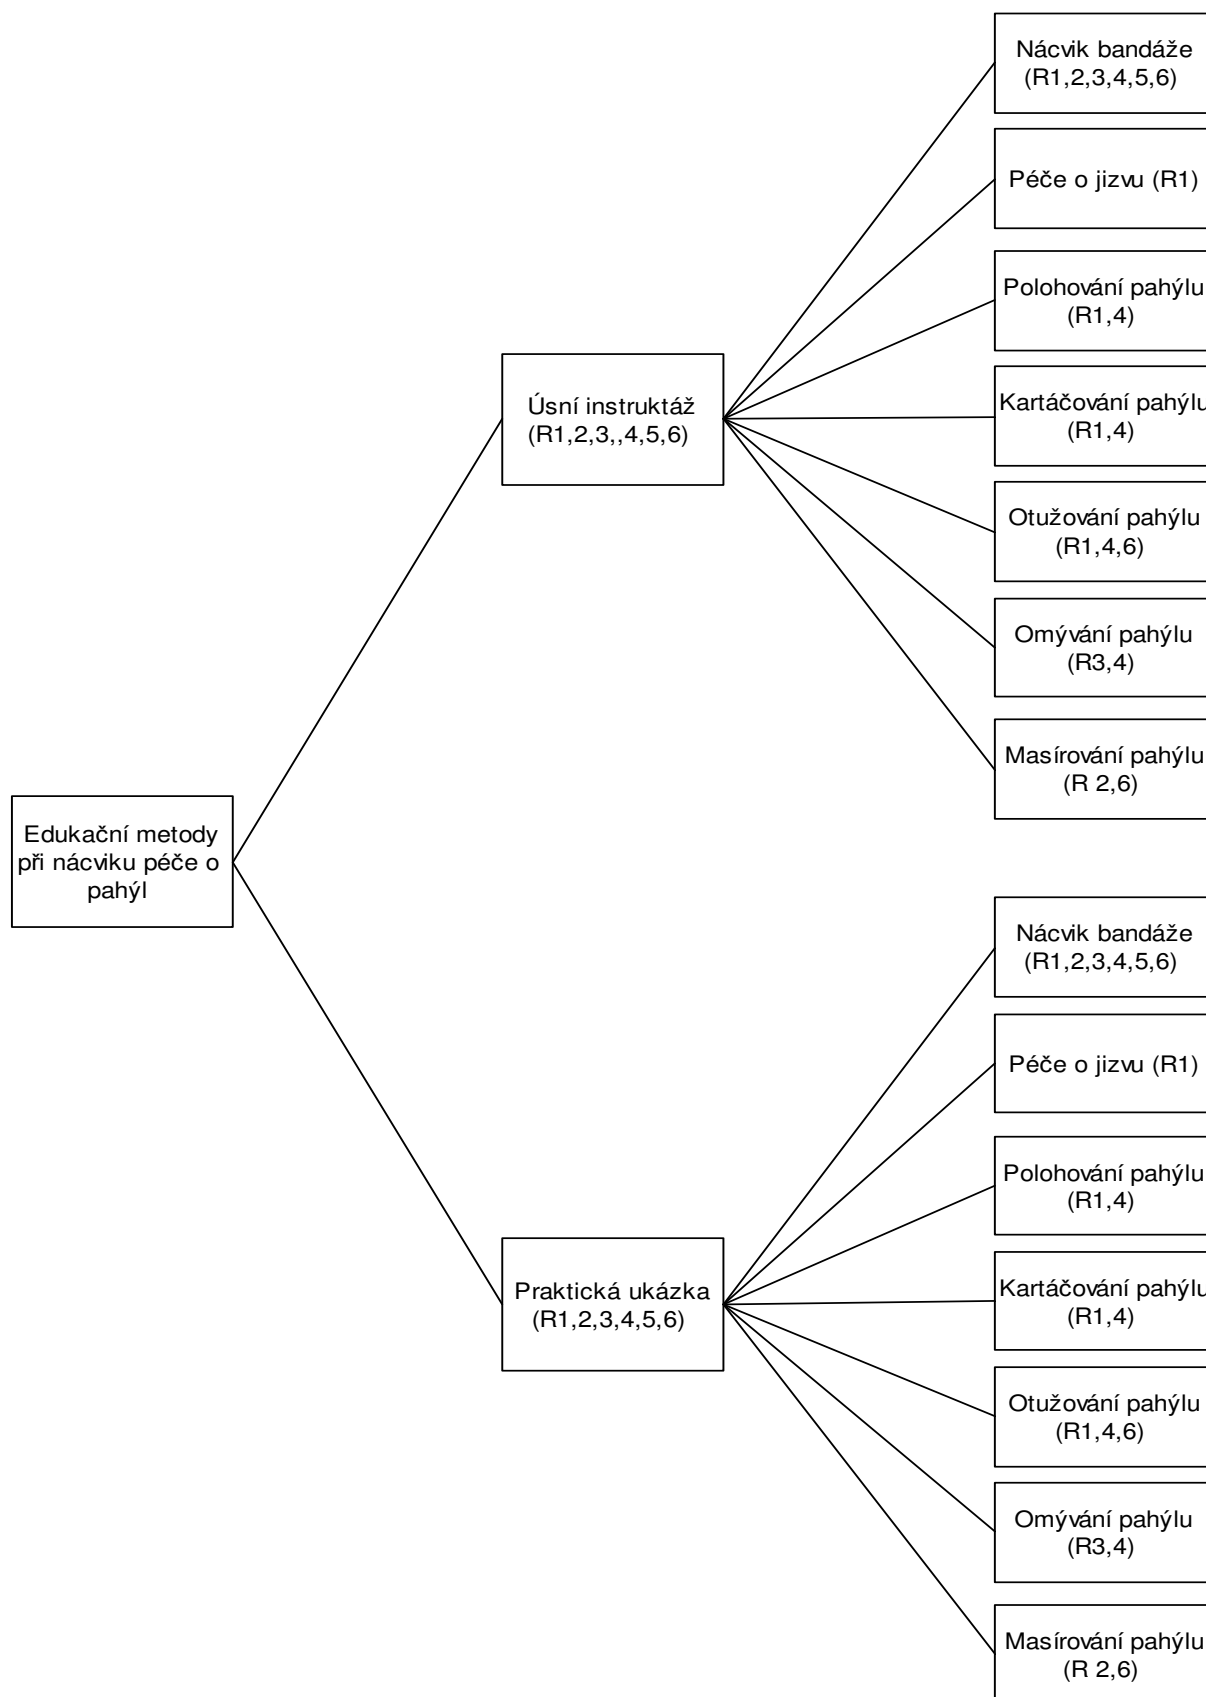 Nácvik bandáže
(R1,2,3,4,5,6)
Péče o jizvu (R1)
Polohování pahýlu
(R1,4)
Úsní instruktáž
(R1,2,3,,4,5,6)
Kartáčování pahýlu
(R1,4)
Otužování pahýlu
(R1,4,6)
Omývání pahýlu
(R3,4)
Masírování pahýlu
(R 2,6)
Edukační metody
při nácviku péče o
pahýl
Nácvik bandáže
(R1,2,3,4,5,6)
Péče o jizvu (R1)
Polohování pahýlu
(R1,4)
Praktická ukázka
(R1,2,3,4,5,6)
Kartáčování pahýlu
(R1,4)
Otužování pahýlu
(R1,4,6)
Omývání pahýlu
(R3,4)
Masírování pahýlu
(R 2,6)